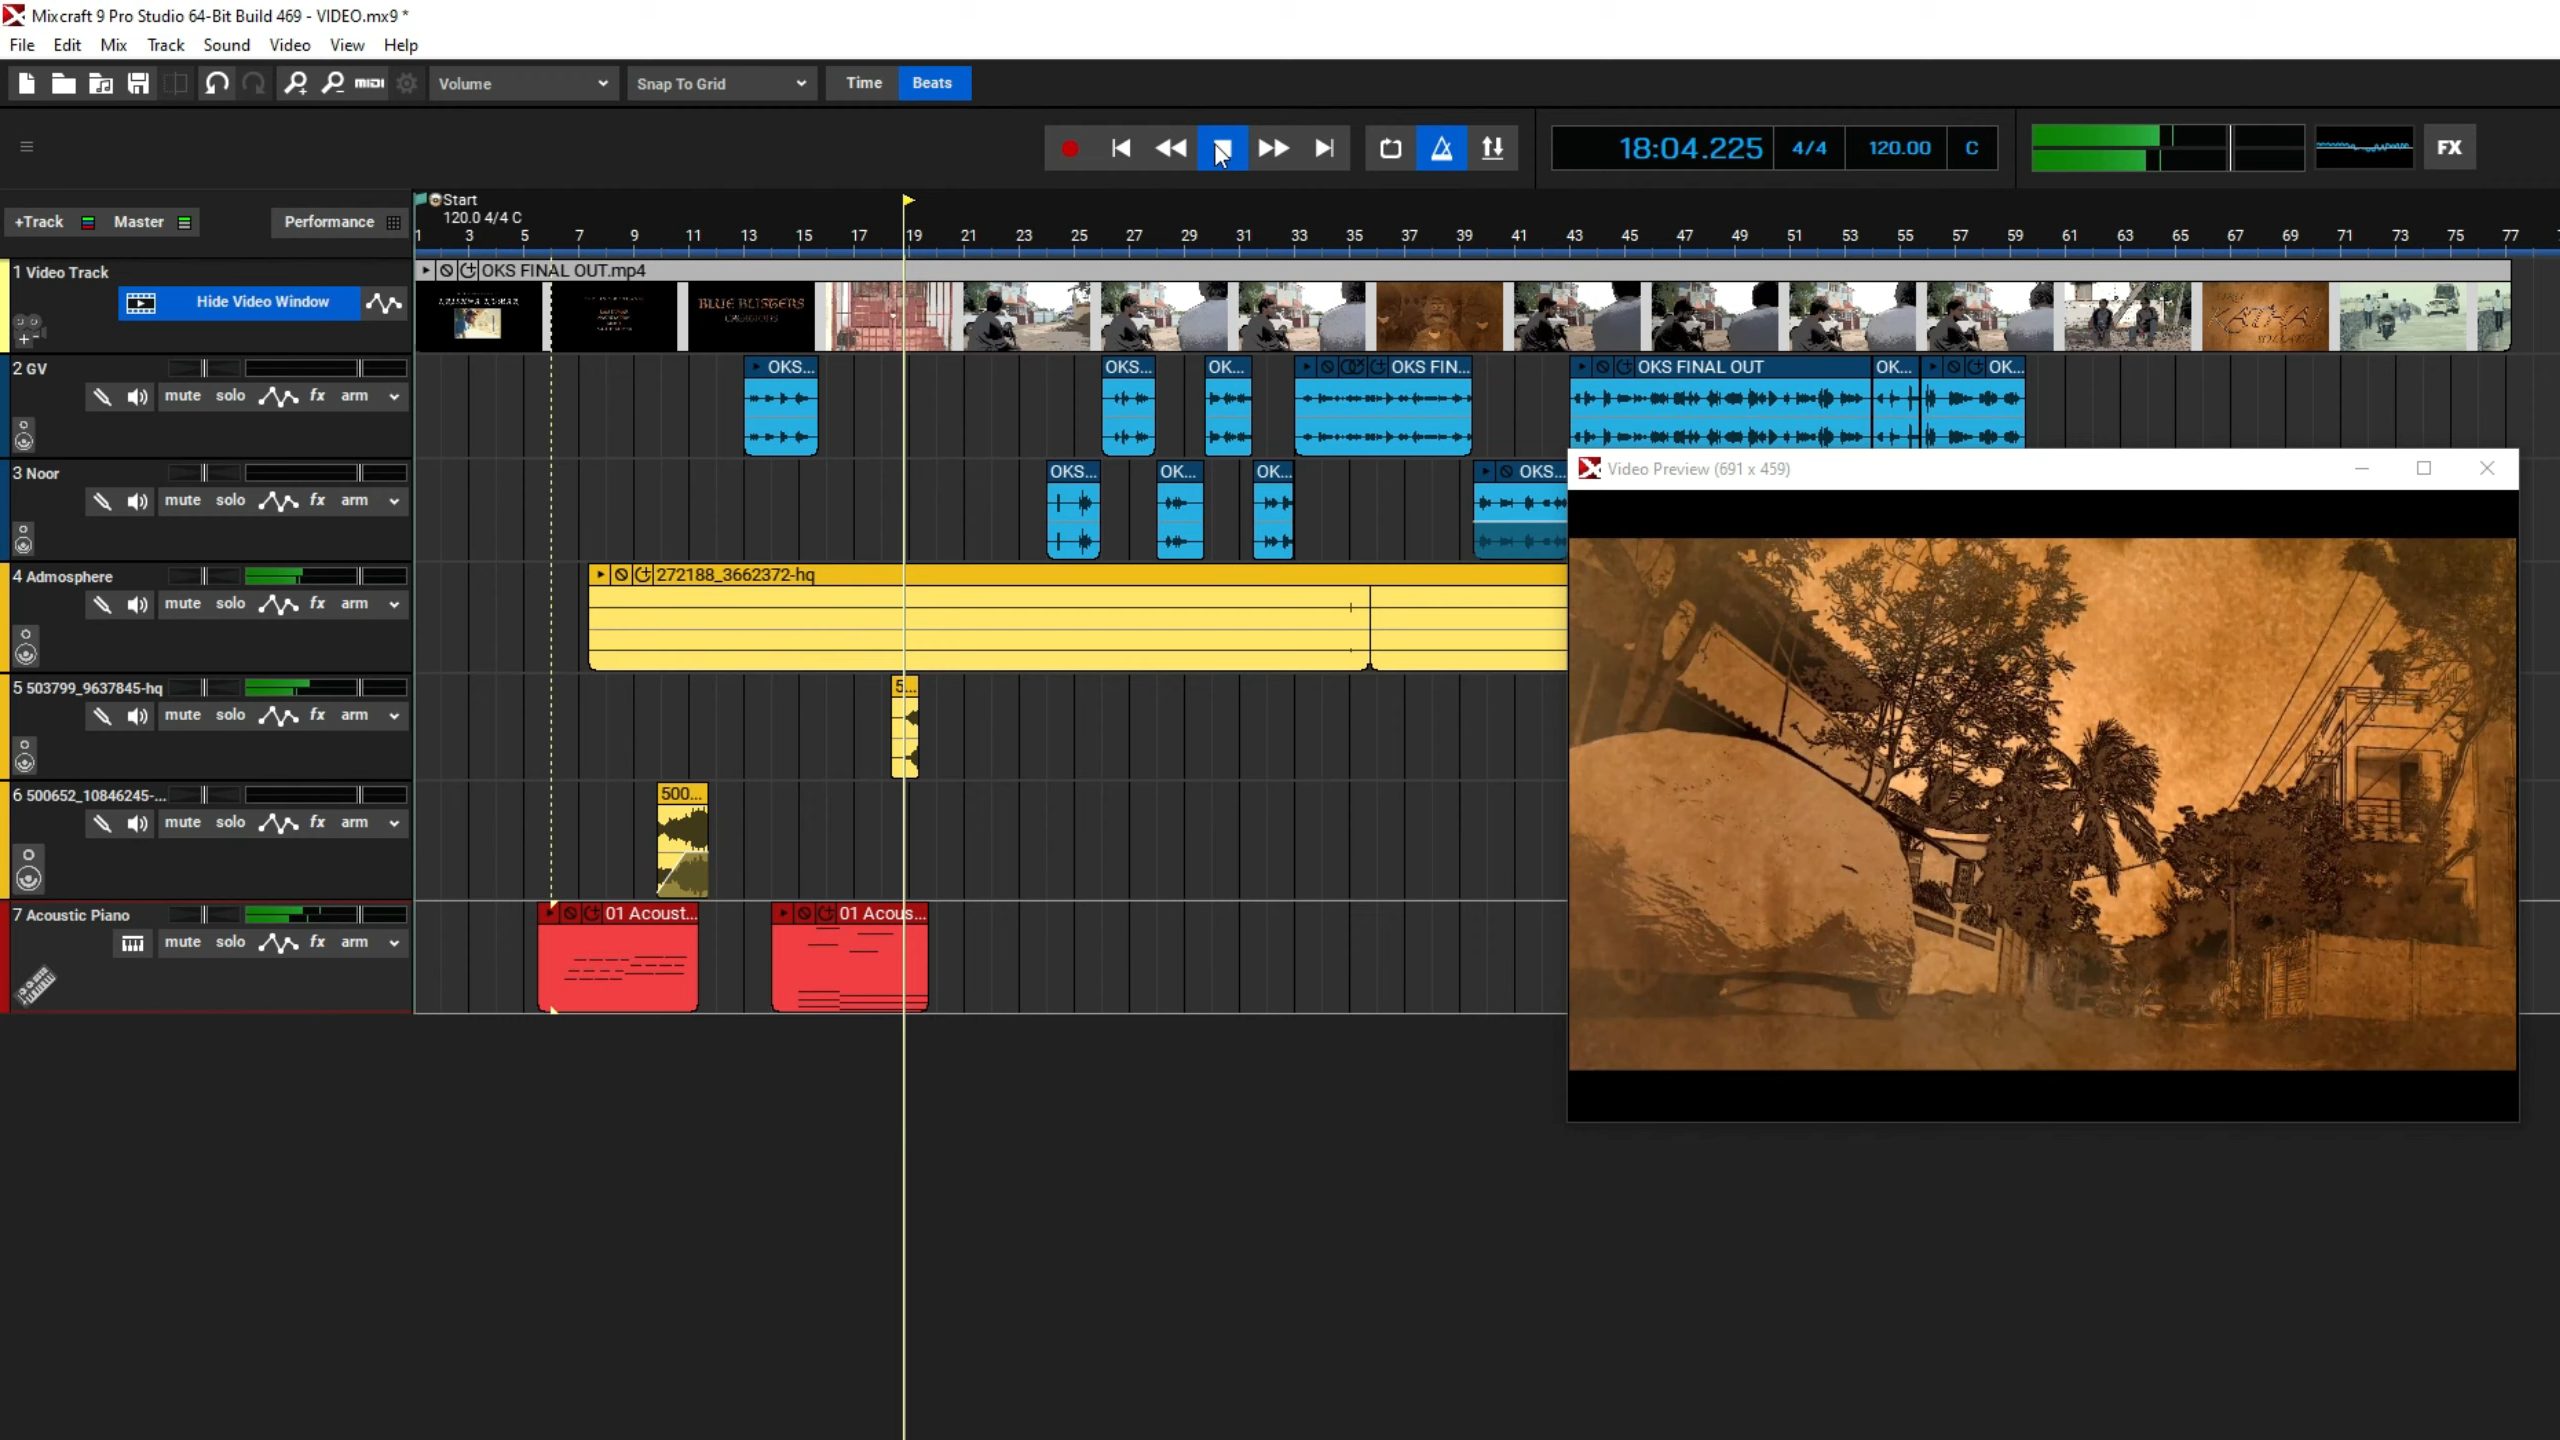 Mixcraft 9 Pro Studio 64-Bit Build 469 - VIDEO.mx9 *
File Edit Mix Track Sound Video View Help
MIDI Volume Snap To Grid Time Beats
18:04.225 4/4 120.00 C FX
+Track Master Performance
Start
120.0 4/4 C
1 3 5 7 9 11 13 15 17 19 21 23 25 27 29 31 33 35 37 39 41 43 45 47 49 51 53 55 57 59 61 63 65 67 69 71 73 75 77
1 Video Track
OKS FINAL OUT.mp4
Hide Video Window
BLUE BLISTERS
CREATIONS
KATHAI
2 GV
mute solo fx arm
OKS... OKS... OK... OKS FIN... OKS FINAL OUT OK... OK...
3 Noor
mute solo fx arm
OKS... OK... OK... OKS...
Video Preview (691 x 459)
4 Admosphere
mute solo fx arm
272188_3662372-hq
5 503799_9637845-hq
mute solo fx arm
5...
6 500652_10846245-...
mute solo fx arm
500...
7 Acoustic Piano
mute solo fx arm
01 Acoust... 01 Acous...